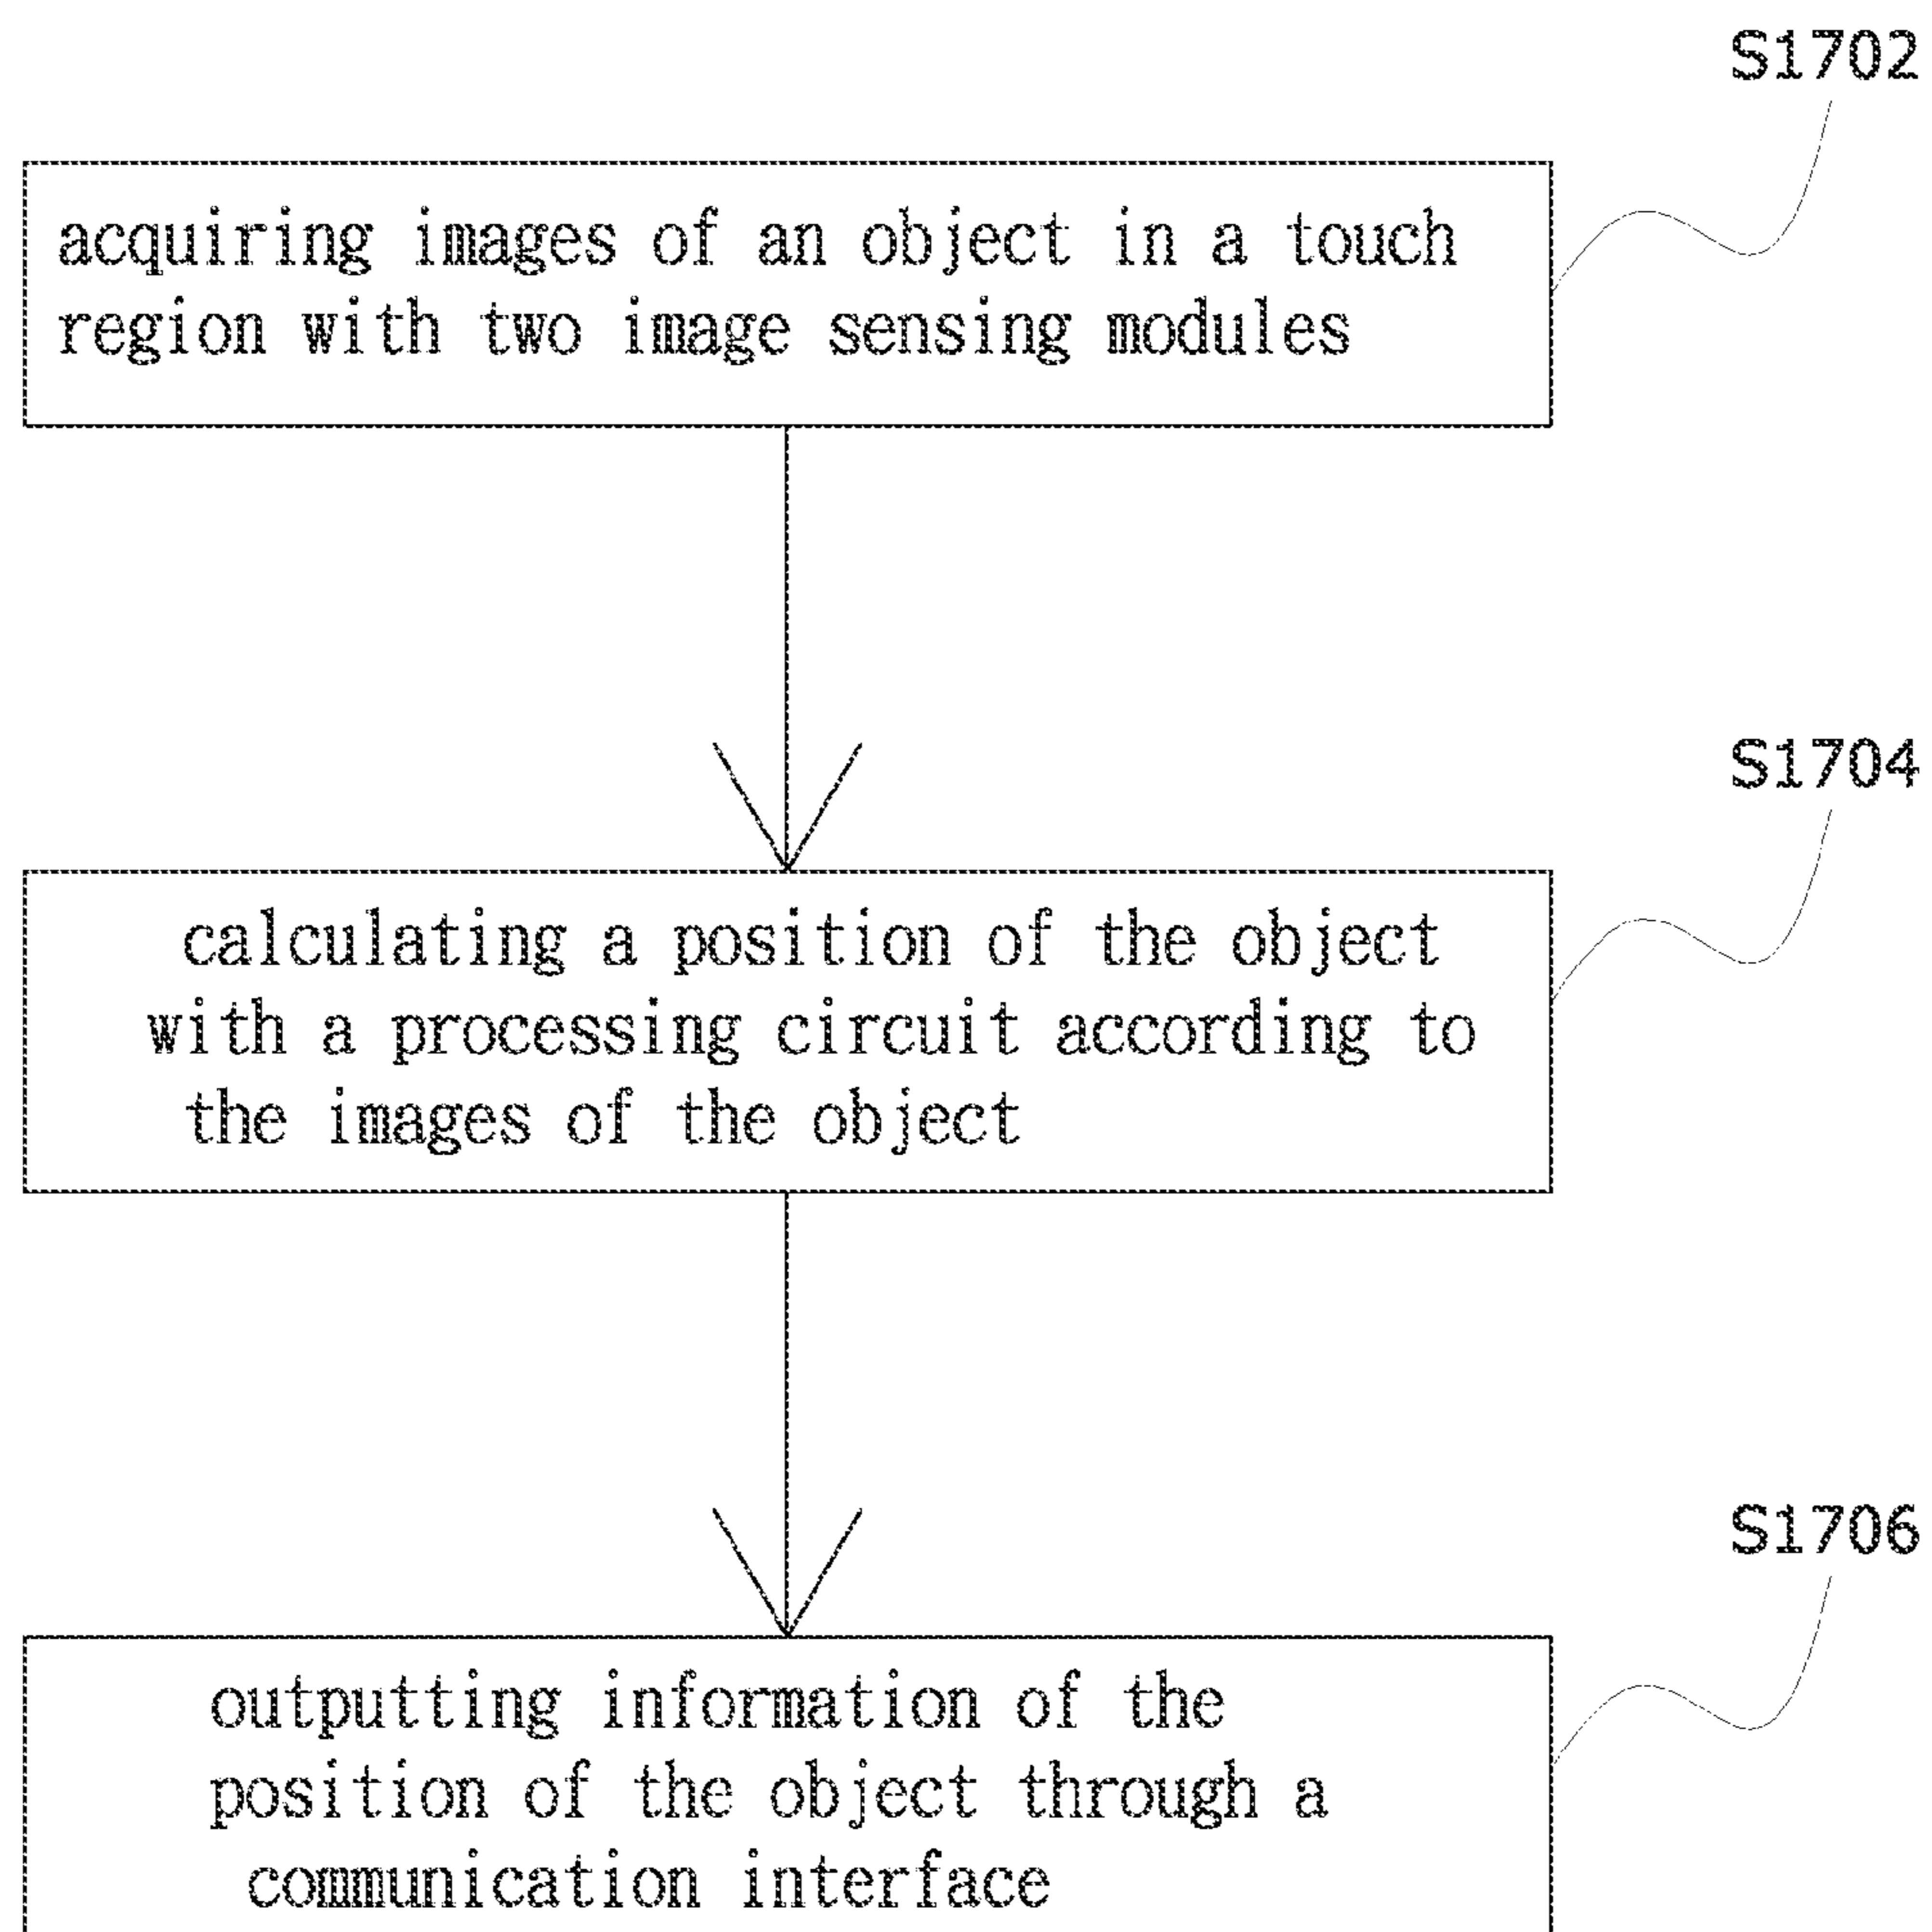 S1702
acquiring images of an object in a touch
region with two image sensing modules
S1704
calculating a position of the object
with a processing circuit according to
the images of the object
S1706
outputting information of the
position of the object through a
communication interface